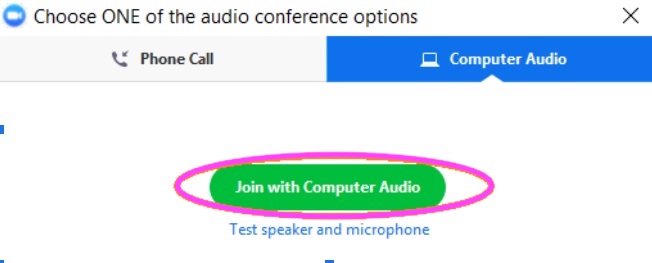 Choose ONE of the audio conference options
Phone Call
Computer Audio
Join with Computer Audio
Test speaker and microphone